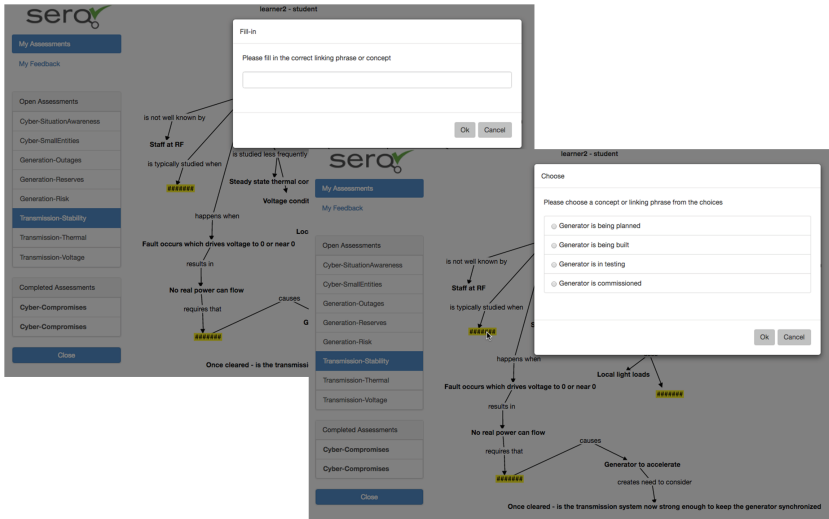 sero
learner2 - student
My Assessments
My Feedback
Open Assessments
Cyber-SituationAwareness
Cyber-SmallEntities
Generation-Outages
Generation-Reserves
Generation-Risk
Transmission-Stability
Transmission-Thermal
Transmission-Voltage
Completed Assessments
Cyber-Compromises
Cyber-Compromises
Close
Fill-in
Please fill in the correct linking phrase or concept
Ok
Cancel
is not well known by
Staff at RF
is typically studied when
#######
is studied less frequently
Steady state thermal cor
Voltage condit
happens when
Loc
Fault occurs which drives voltage to 0 or near 0
results in
No real power can flow
causes
requires that
G
#######
Once cleared - is the transmissi
sero
learner2 - student
My Assessments
My Feedback
Open Assessments
Cyber-SituationAwareness
Cyber-SmallEntities
Generation-Outages
Generation-Reserves
Generation-Risk
Transmission-Stability
Transmission-Thermal
Transmission-Voltage
Completed Assessments
Cyber-Compromises
Cyber-Compromises
Close
Choose
Please choose a concept or linking phrase from the choices
Generator is being planned
Generator is being built
Generator is in testing
Generator is commissioned
Ok
Cancel
is not well known by
Staff at RF
is typically studied when
#######
S
happens when
Local light loads
Fault occurs which drives voltage to 0 or near 0
#######
results in
No real power can flow
causes
requires that
Generator to accelerate
#######
creates need to consider
Once cleared - is the transmission system now strong enough to keep the generator synchronized